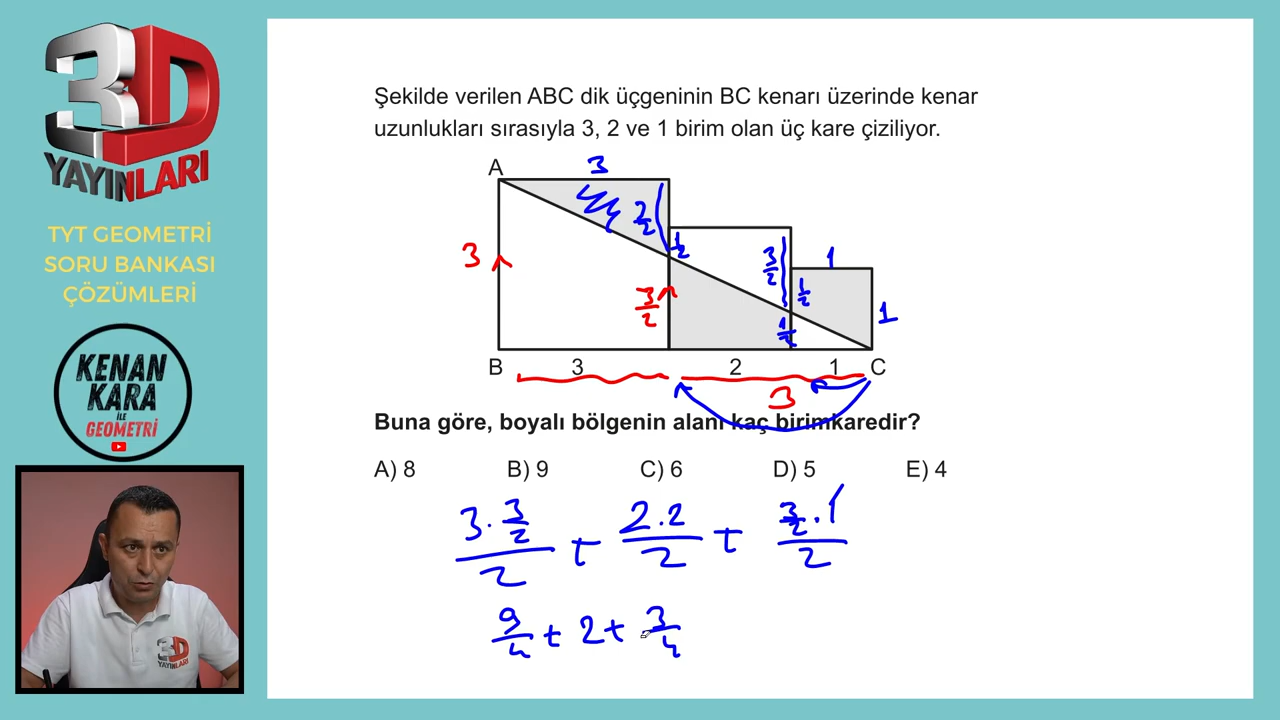 3D
YAYINLARI
TYT GEOMETRİ
SORU BANKASI
ÇÖZÜMLERİ
KENAN
KARA
İLE
GEOMETRİ
3D
YAYINLARI
Şekilde verilen ABC dik üçgeninin BC kenarı üzerinde kenar
uzunlukları sırasıyla 3, 2 ve 1 birim olan üç kare çiziliyor.
A 3
3 3/2 1/2 3/2 1
3/2 1/2 1/2 1
B 3 2 1 C
3
Buna göre, boyalı bölgenin alanı kaç birimkaredir?
A) 8 B) 9 C) 6 D) 5 E) 4
(3·3/2)/2 + (2.2)/2 + (3/2·1)/2
9/4 + 2 + 3/4